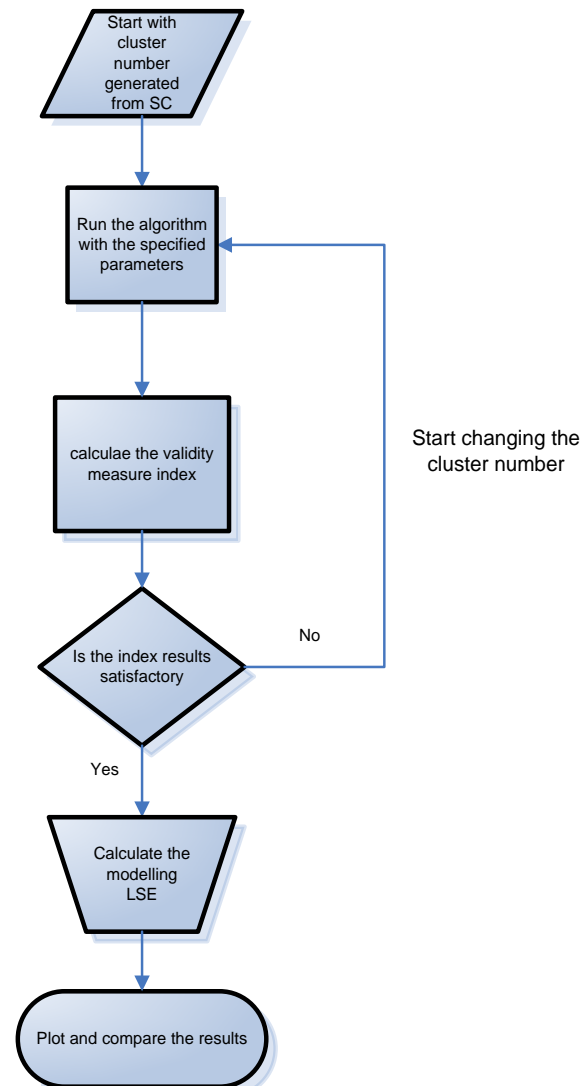 Start with
cluster
number
generated
from SC
Run the algorithm
with the specified
parameters
calculae the validity
measure index
Start changing the
cluster number
Is the index results
satisfactory
No
Yes
Calculate the
modelling
LSE
Plot and compare the results